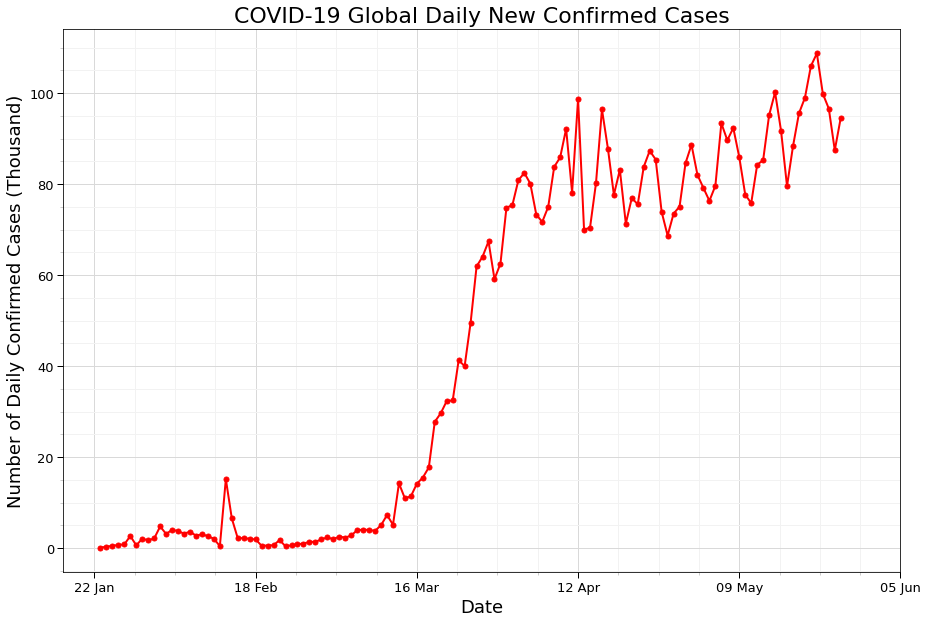 COVID-19 Global Daily New Confirmed Cases
Number of Daily Confirmed Cases (Thousand)
100
80
60
40
20
0
22 Jan
18 Feb
16 Mar
12 Apr
09 May
05 Jun
Date